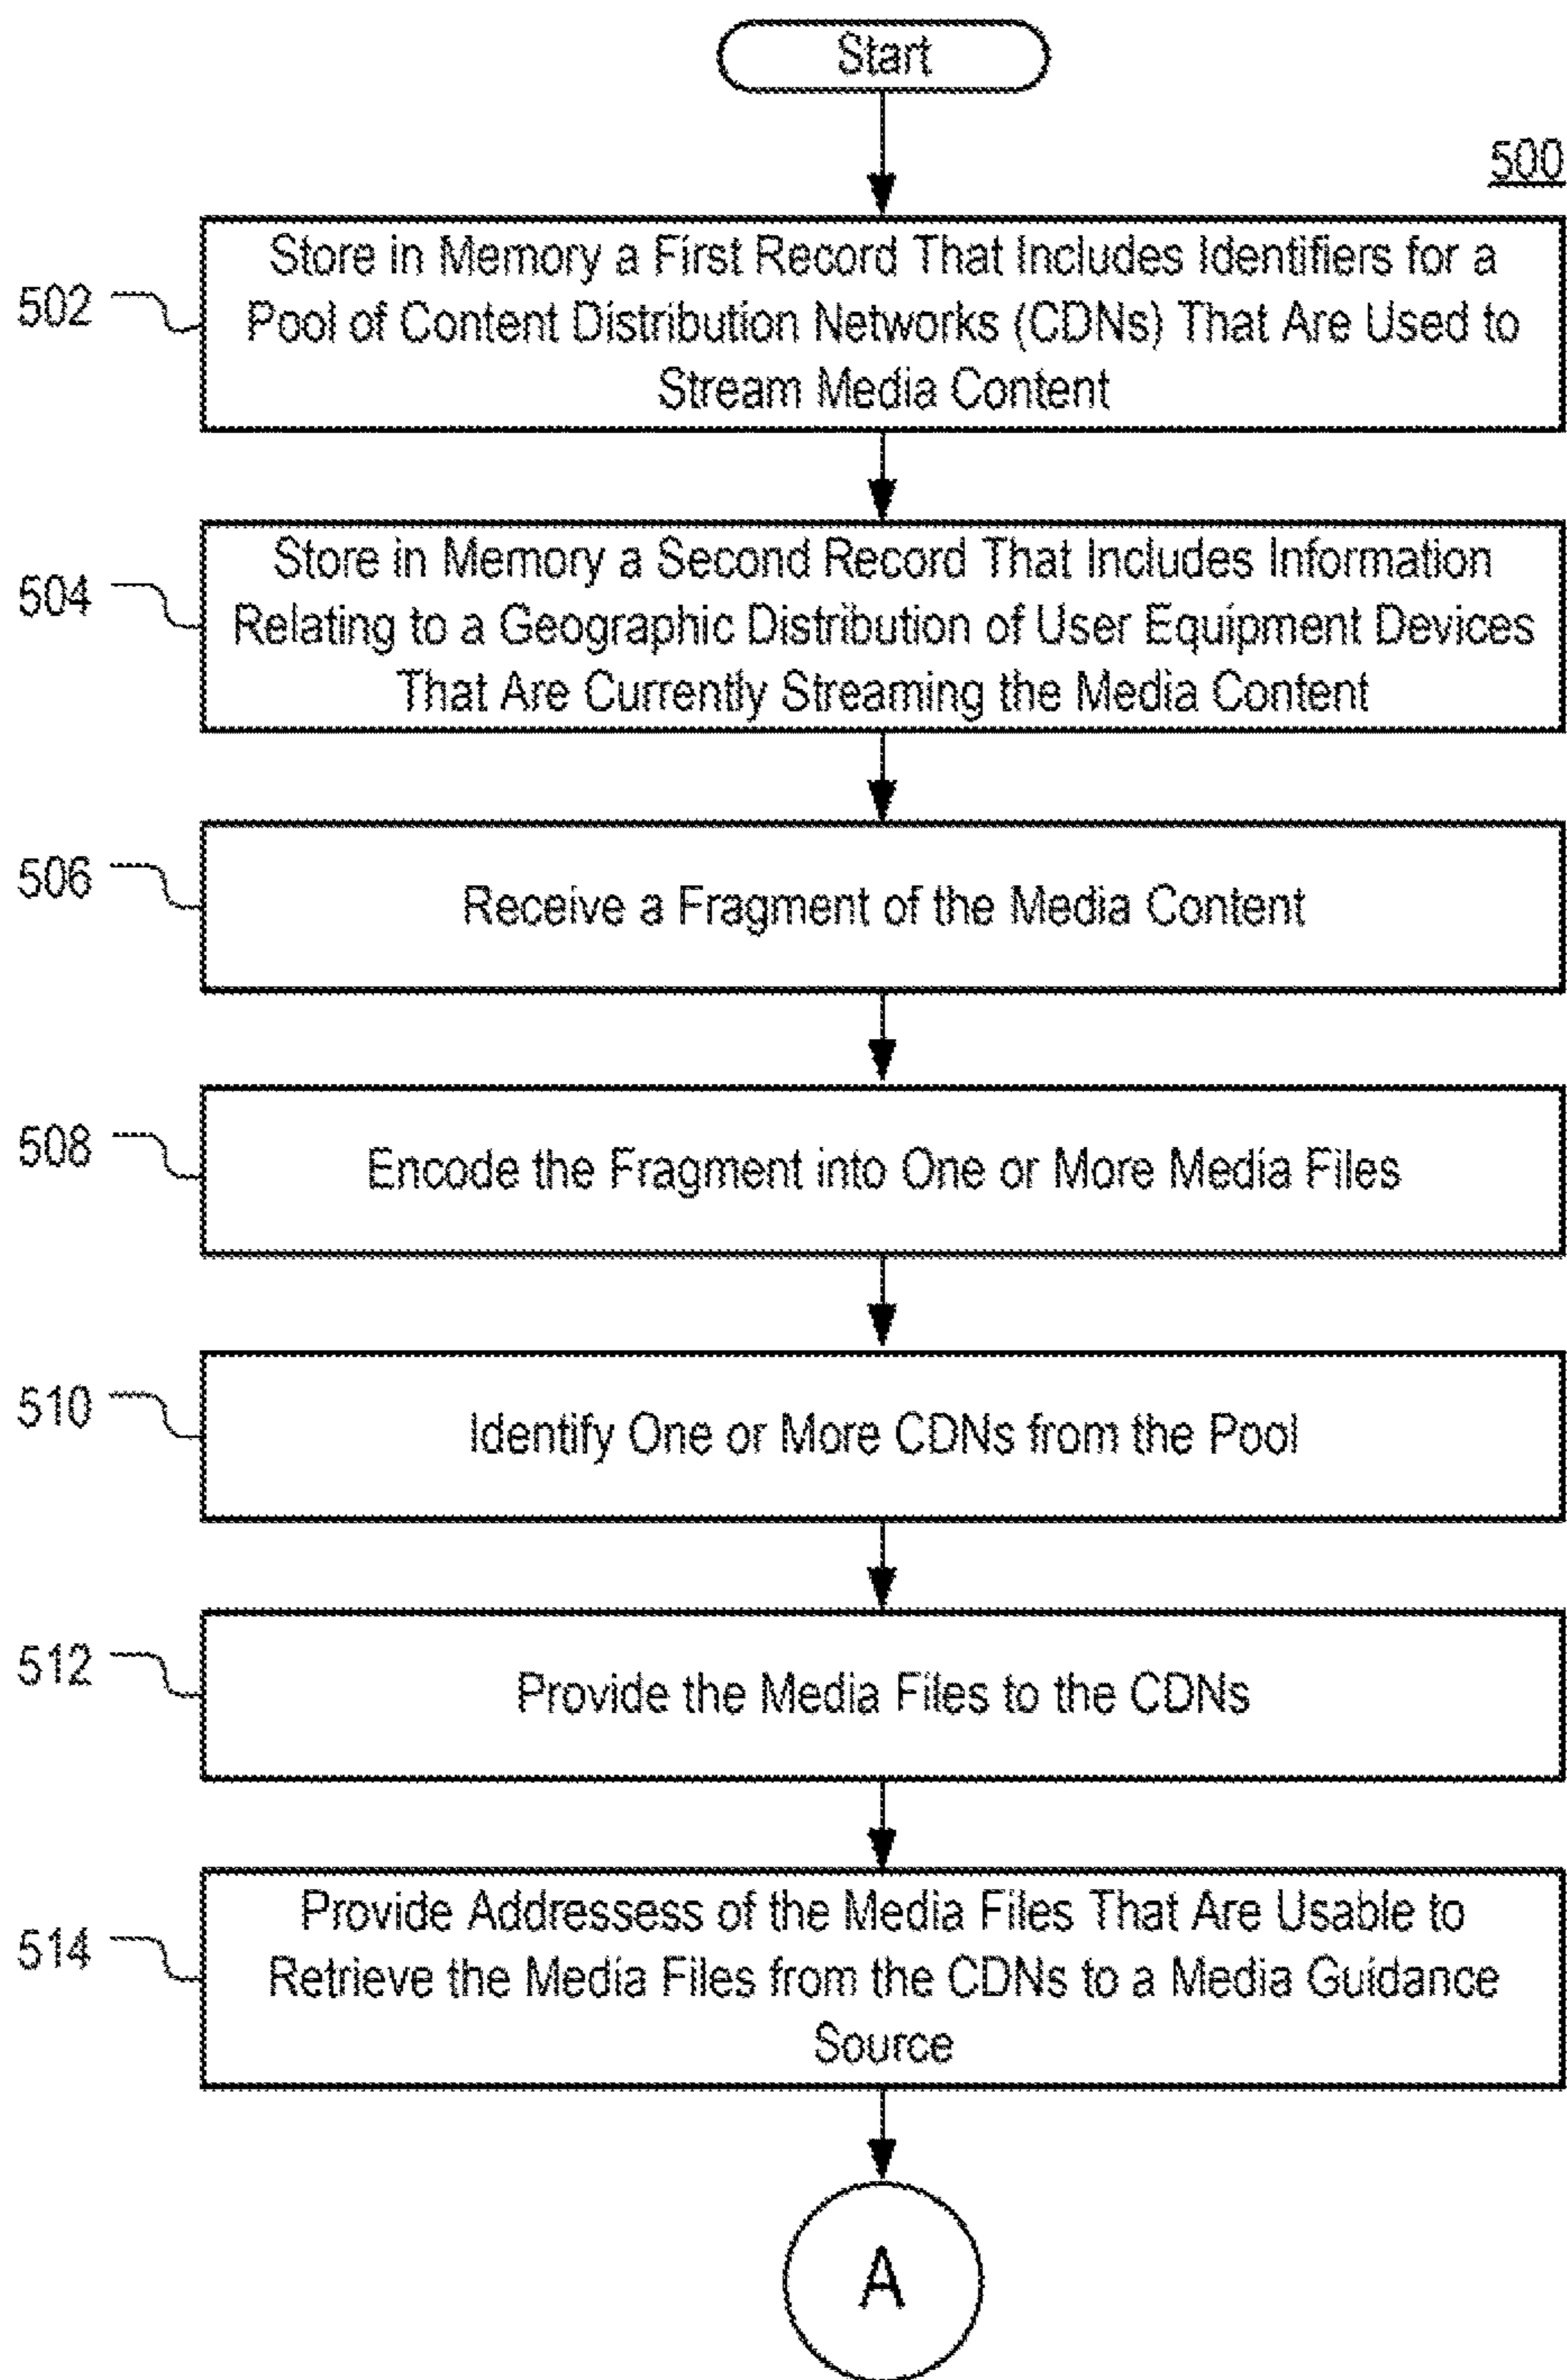 Start
500
502
Store in Memory a First Record That Includes Identifiers for a
Pool of Content Distribution Networks (CDNs) That Are Used to
Stream Media Content
504
Store in Memory a Second Record That Includes Information
Relating to a Geographic Distribution of User Equipment Devices
That Are Currently Streaming the Media Content
506
Receive a Fragment of the Media Content
508
Encode the Fragment into One or More Media Files
510
Identify One or More CDNs from the Pool
512
Provide the Media Files to the CDNs
514
Provide Addressess of the Media Files That Are Usable to
Retrieve the Media Files from the CDNs to a Media Guidance
Source
A